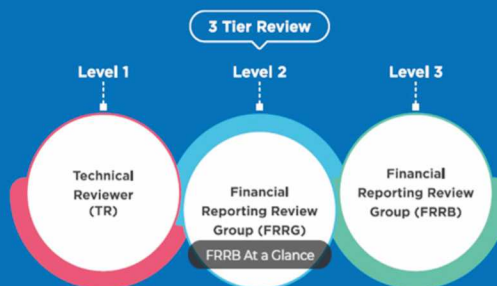 3 Tier Review
Level 1
Level 2
Level 3
Technical
Reviewer
(TR)
Financial
Reporting Review
Group (FRRG)
FRRB At a Glance
Financial
Reporting Review
Group (FRRB)